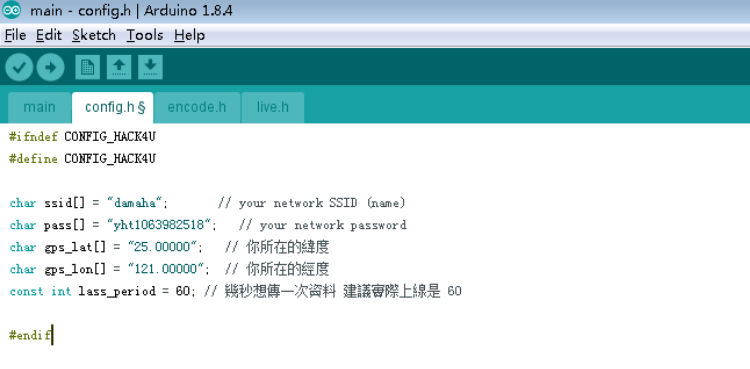 main - config.h | Arduino 1.8.4
File Edit Sketch Tools Help
main config.h § encode.h live.h
#ifndef CONFIG_HACK4U
#define CONFIG_HACK4U
char ssid[] = "damaha"; // your network SSID (name)
char pass[] = "yht1063982518"; // your network password
char gps_lat[] = "25.00000"; // 你所在的緯度
char gps_lon[] = "121.00000"; // 你所在的經度
const int lass_period = 60; // 幾秒想傳一次資料 建議實際上線是 60
#endif